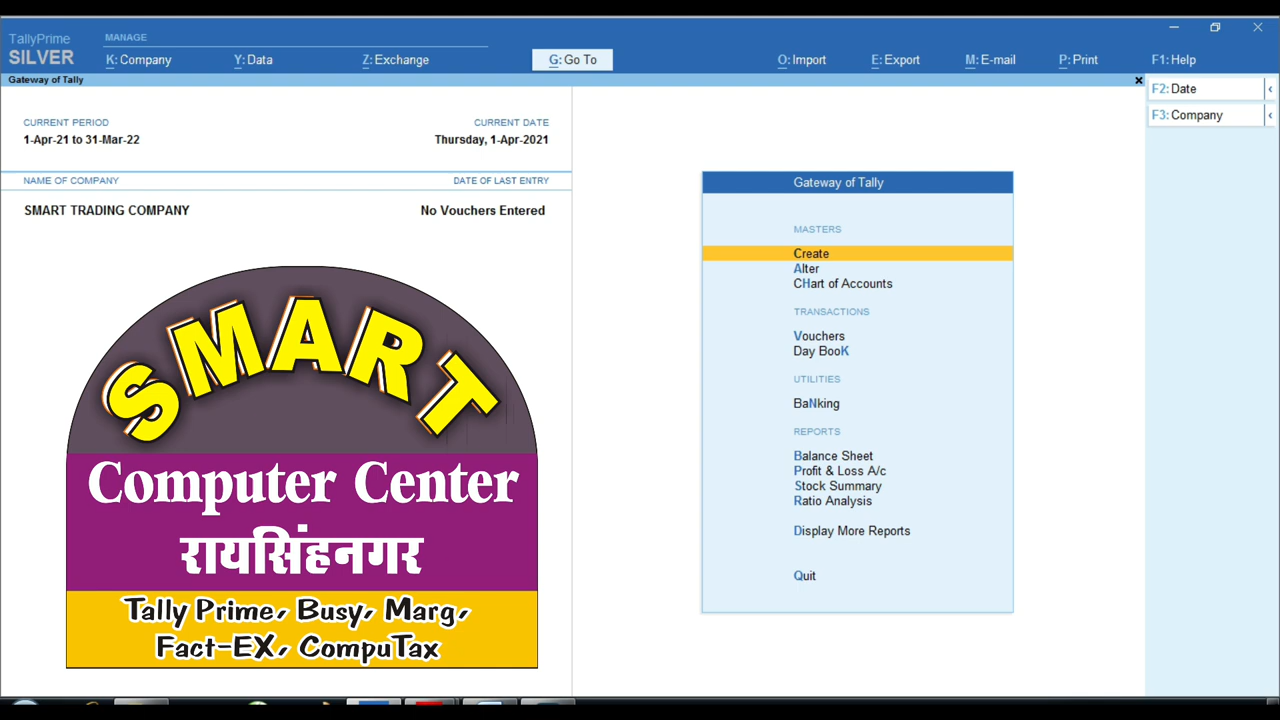 TallyPrime
SILVER
MANAGE
K: Company
Y: Data
Z: Exchange
G: Go To
O: Import
E: Export
M: E-mail
P: Print
F1: Help
Gateway of Tally
F2: Date
F3: Company
CURRENT PERIOD
CURRENT DATE
1-Apr-21 to 31-Mar-22
Thursday, 1-Apr-2021
NAME OF COMPANY
DATE OF LAST ENTRY
SMART TRADING COMPANY
No Vouchers Entered
SMART
Computer Center
रायसिंहनगर
Tally Prime, Busy, Marg,
Fact-EX, CompuTax
Gateway of Tally
MASTERS
Create
Alter
CHart of Accounts
TRANSACTIONS
Vouchers
Day BooK
UTILITIES
BaNking
REPORTS
Balance Sheet
Profit & Loss A/c
Stock Summary
Ratio Analysis
Display More Reports
Quit